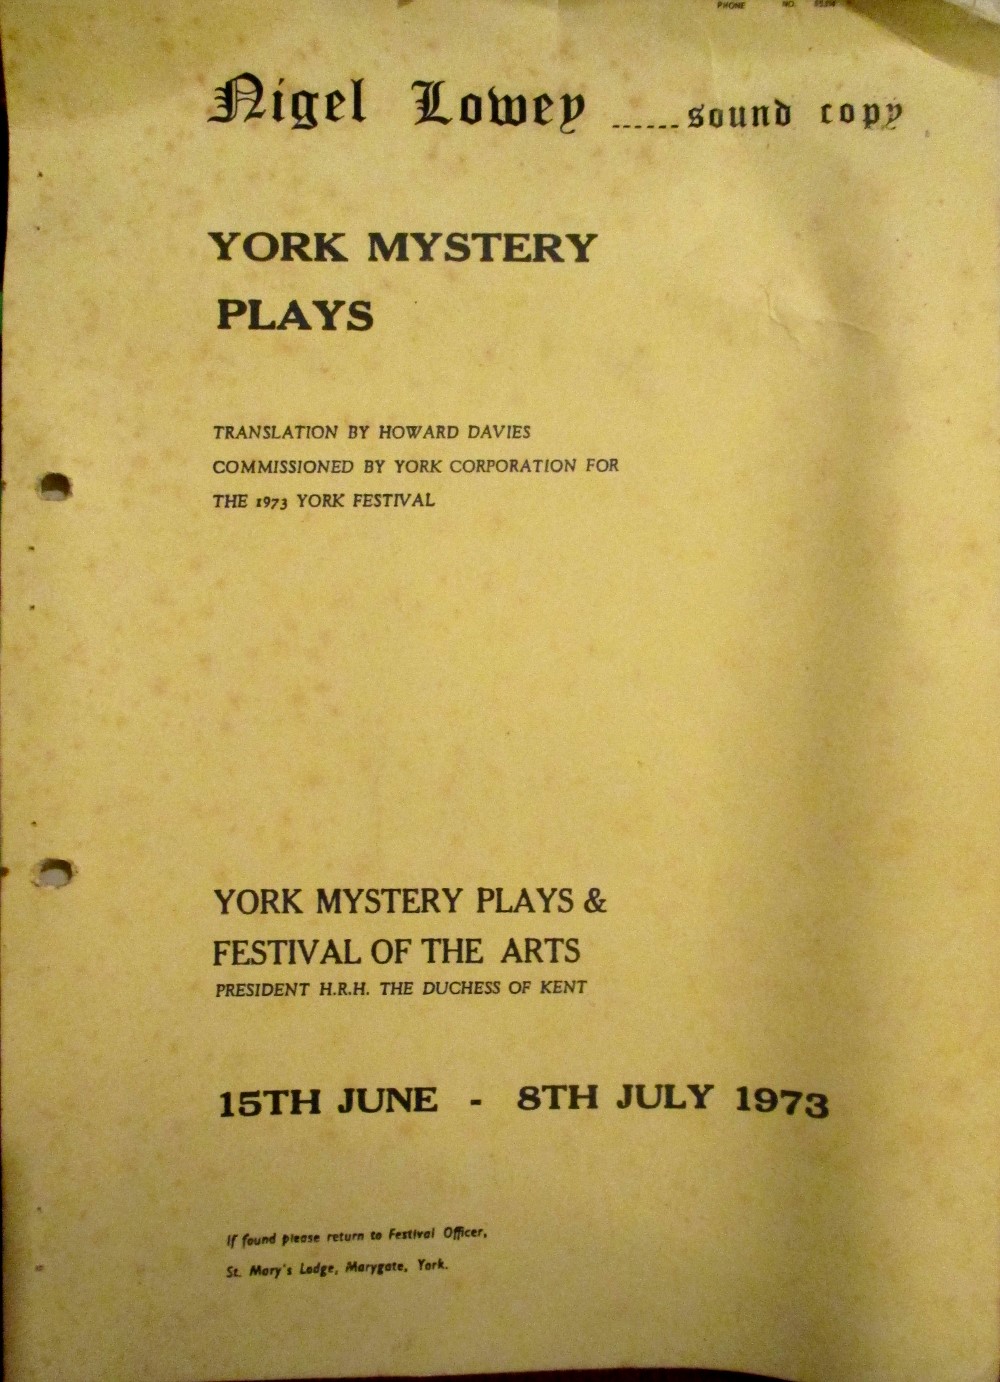 PHONE NO.
Nigel Lowey ......sound copy
YORK MYSTERY
PLAYS
TRANSLATION BY HOWARD DAVIES
COMMISSIONED BY YORK CORPORATION FOR
THE 1973 YORK FESTIVAL
YORK MYSTERY PLAYS &
FESTIVAL OF THE ARTS
PRESIDENT H.R.H. THE DUCHESS OF KENT
15TH JUNE - 8TH JULY 1973
If found please return to Festival Officer,
St. Mary's Lodge, Marygate, York.